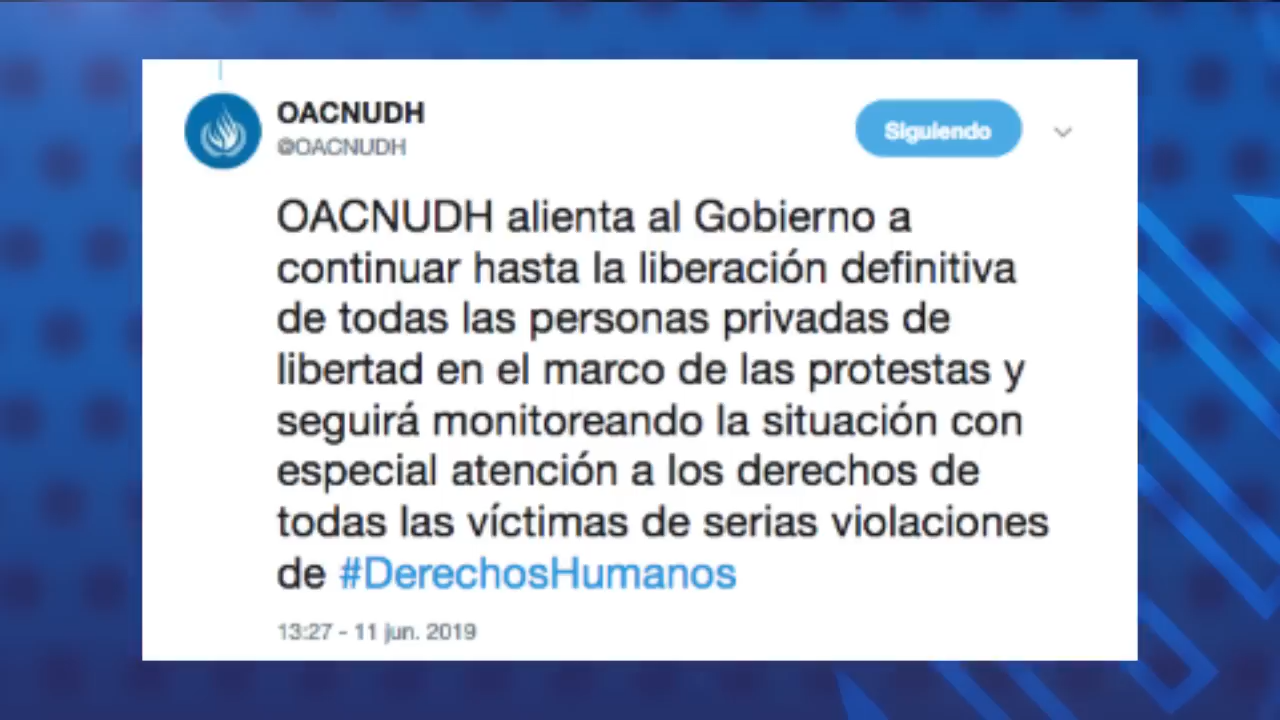 OACNUDH
@OACNUDH
Siguiendo
OACNUDH alienta al Gobierno a
continuar hasta la liberación definitiva
de todas las personas privadas de
libertad en el marco de las protestas y
seguirá monitoreando la situación con
especial atención a los derechos de
todas las víctimas de serias violaciones
de #DerechosHumanos
13:27 - 11 jun. 2019